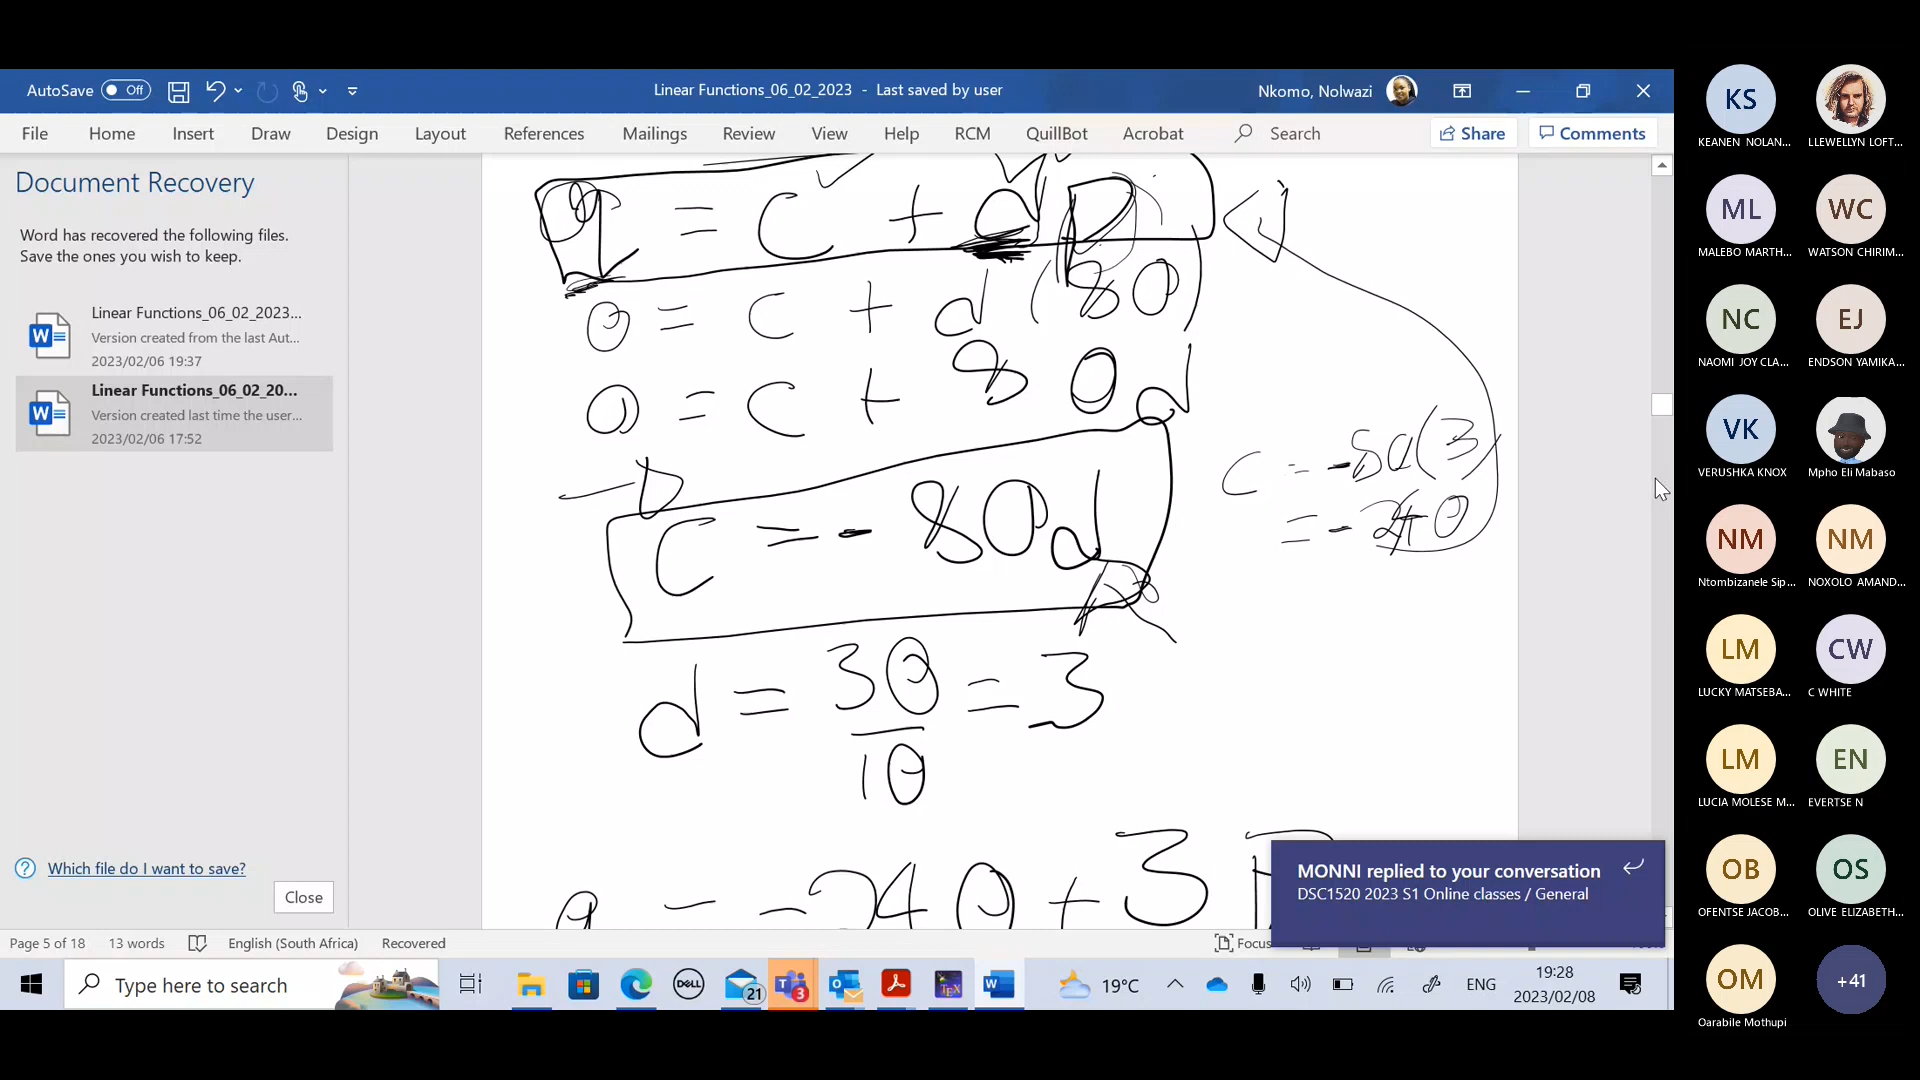 AutoSave Off
Linear Functions_06_02_2023 - Last saved by user
Nkomo, Nolwazi
File Home Insert Draw Design Layout References Mailings Review View Help RCM QuillBot Acrobat Search Share Comments
Document Recovery
Word has recovered the following files.
Save the ones you wish to keep.
Linear Functions_06_02_2023...
Version created from the last Aut...
2023/02/06 19:37
Linear Functions_06_02_20...
Version created last time the user...
2023/02/06 17:52
Which file do I want to save?
Close
q = c + dp
0 = c + d(80)
0 = c + 80d
c = -80d
c = -80(3)
= -240
d = 30/10 = 3
q = -240 + 3P
MONNI replied to your conversation
DSC1520 2023 S1 Online classes / General
Page 5 of 18 13 words English (South Africa) Recovered
Focus
Type here to search
21
3
19°C
ENG
19:28
2023/02/08
KS
KEANEN NOLAN...
LLEWELLYN LOFT...
ML
MALEBO MARTH...
WC
WATSON CHIRIM...
NC
NAOMI JOY CLA...
EJ
ENDSON YAMIKA...
VK
VERUSHKA KNOX
Mpho Eli Mabaso
NM
Ntombizanele Sip...
NM
NOXOLO AMAND...
LM
LUCKY MATSEBA...
CW
C WHITE
LM
LUCIA MOLESE M...
EN
EVERTSE N
OB
OFENTSE JACOB...
OS
OLIVE ELIZABETH...
OM
Oarabile Mothupi
+41